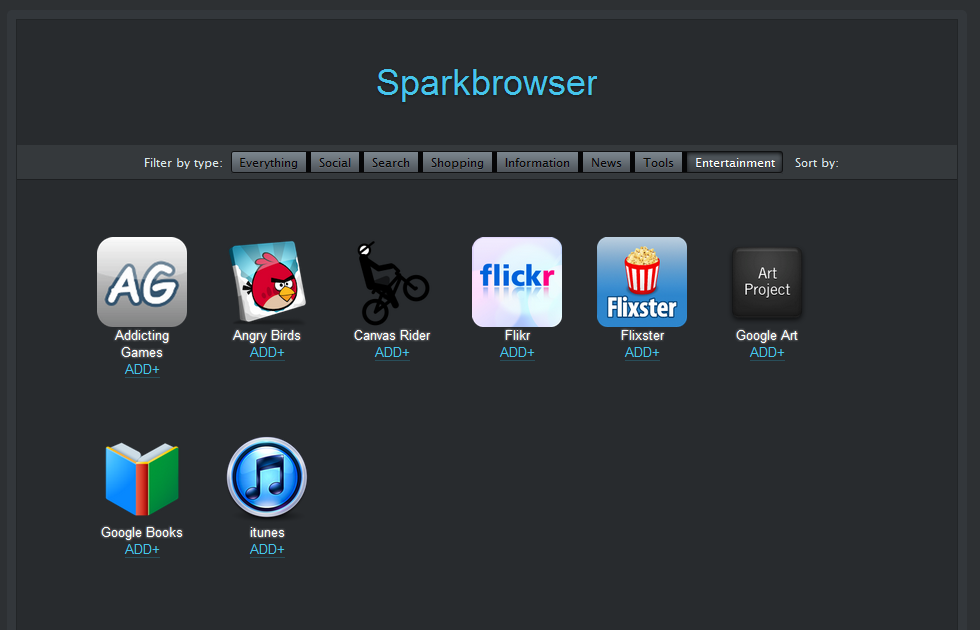 Sparkbrowser
Filter by type: Everything Social Search Shopping Information News Tools Entertainment Sort by:
AG
flickr
Flixster
Art
Project
Addicting
Games
ADD+
Angry Birds
ADD+
Canvas Rider
ADD+
Flikr
ADD+
Flixster
ADD+
Google Art
ADD+
Google Books
ADD+
itunes
ADD+